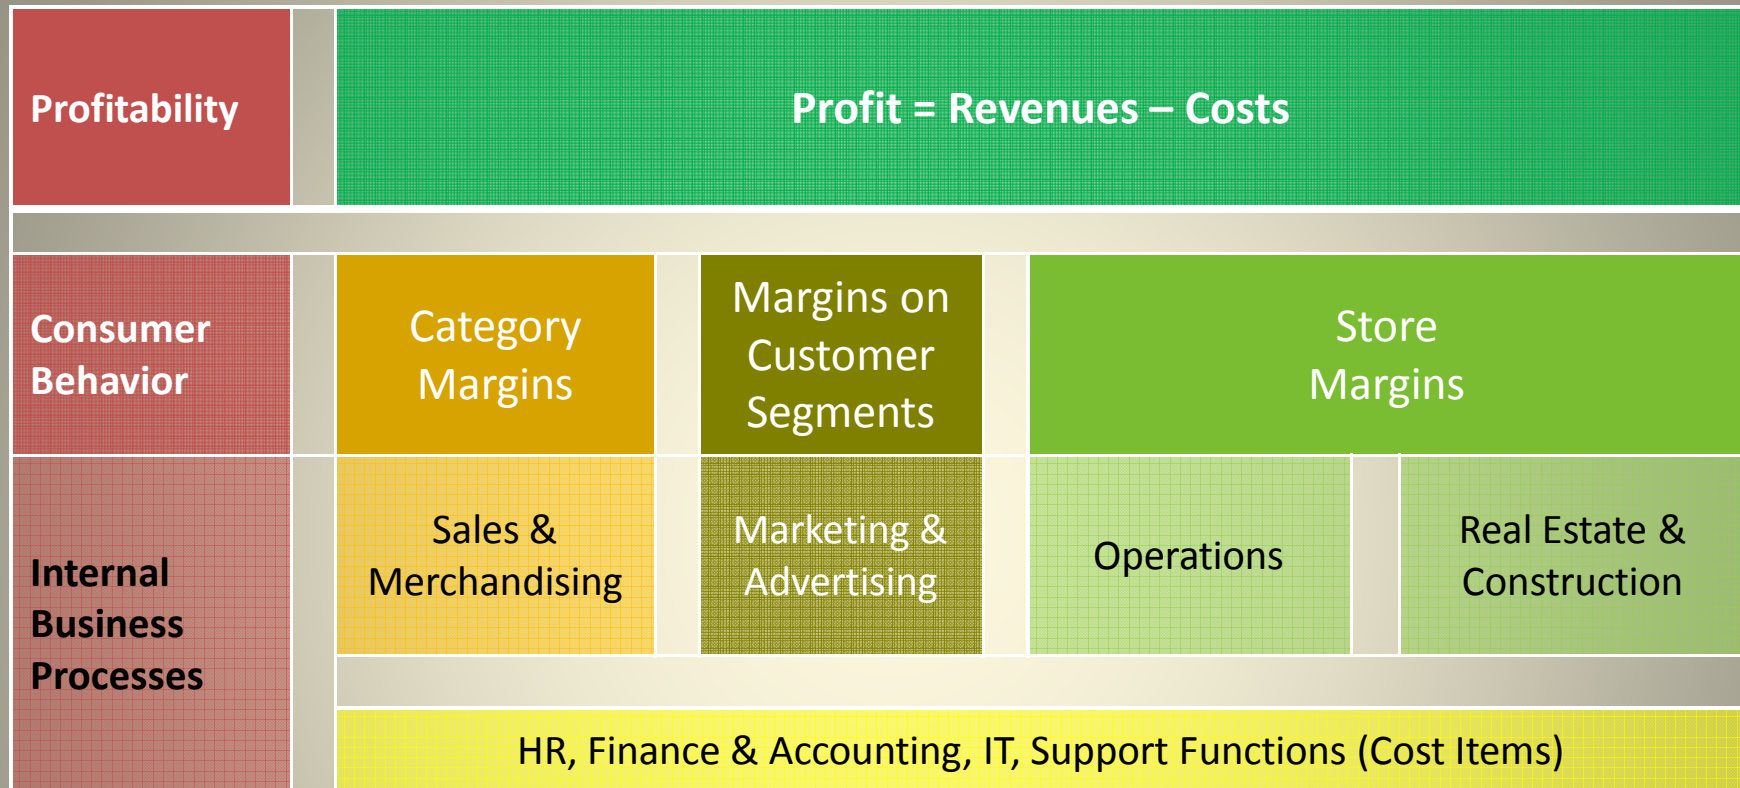 Profitability
Profit = Revenues – Costs
Consumer
Behavior
Category
Margins
Margins on
Customer
Segments
Store
Margins
Internal
Business
Processes
Sales &
Merchandising
Marketing &
Advertising
Operations
Real Estate &
Construction
HR, Finance & Accounting, IT, Support Functions (Cost Items)